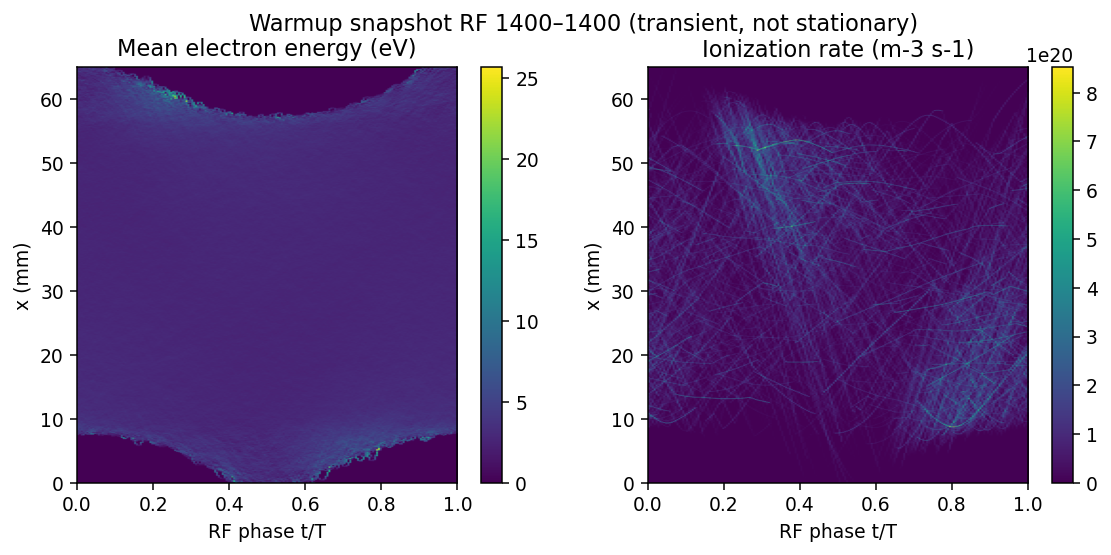 Warmup snapshot RF 1400–1400 (transient, not stationary)
Mean electron energy (eV)
Ionization rate (m-3 s-1)
1e20
x (mm)
60
50
40
30
20
10
0
0.0 0.2 0.4 0.6 0.8 1.0
RF phase t/T
25
20
15
10
5
0
x (mm)
60
50
40
30
20
10
0
0.0 0.2 0.4 0.6 0.8 1.0
RF phase t/T
8
7
6
5
4
3
2
1
0